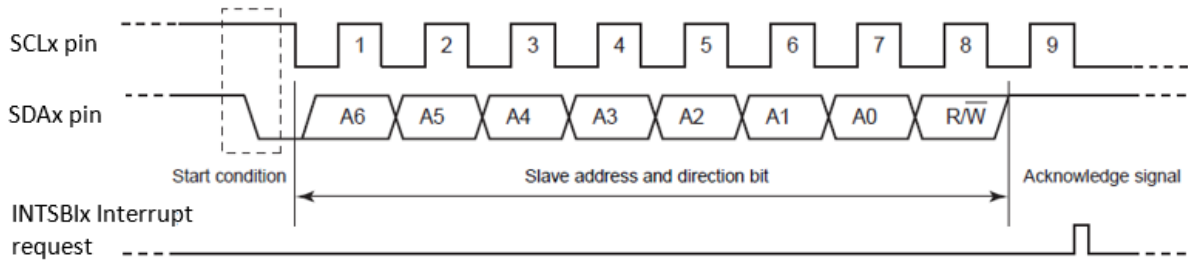 SCLx pin
1 2 3 4 5 6 7 8 9
SDAx pin
A6 A5 A4 A3 A2 A1 A0 R/W̅
Start condition
Slave address and direction bit
Acknowledge signal
INTSBIx Interrupt
request